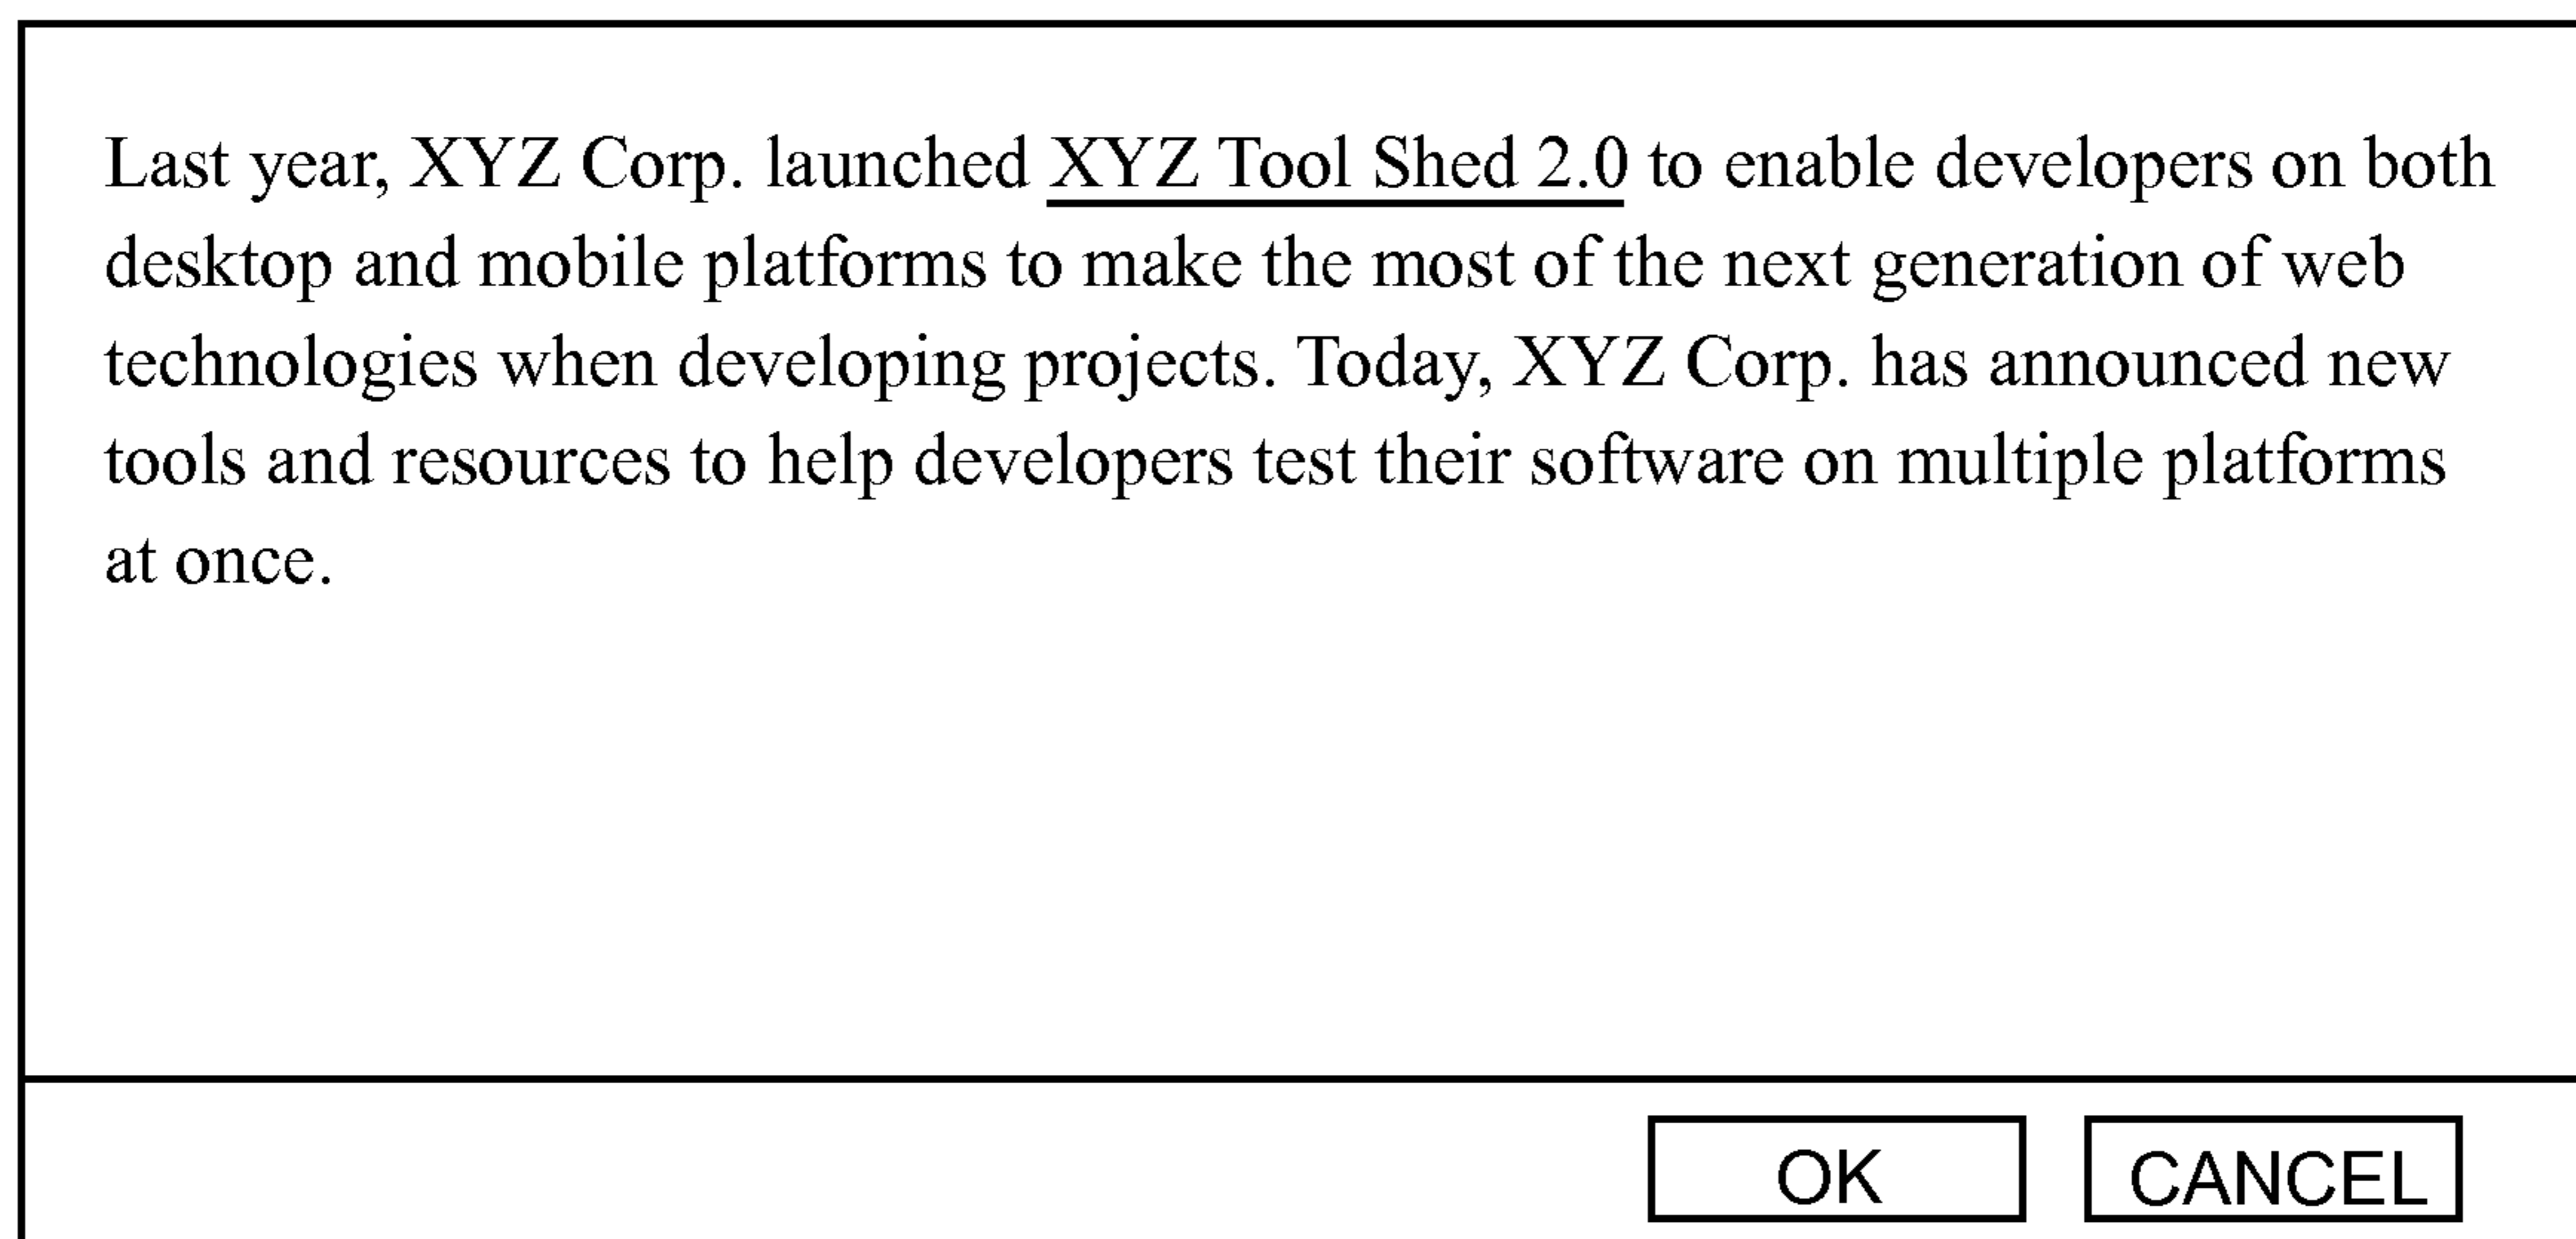 Last year, XYZ Corp. launched XYZ Tool Shed 2.0 to enable developers on both
desktop and mobile platforms to make the most of the next generation of web
technologies when developing projects. Today, XYZ Corp. has announced new
tools and resources to help developers test their software on multiple platforms
at once.
OK CANCEL